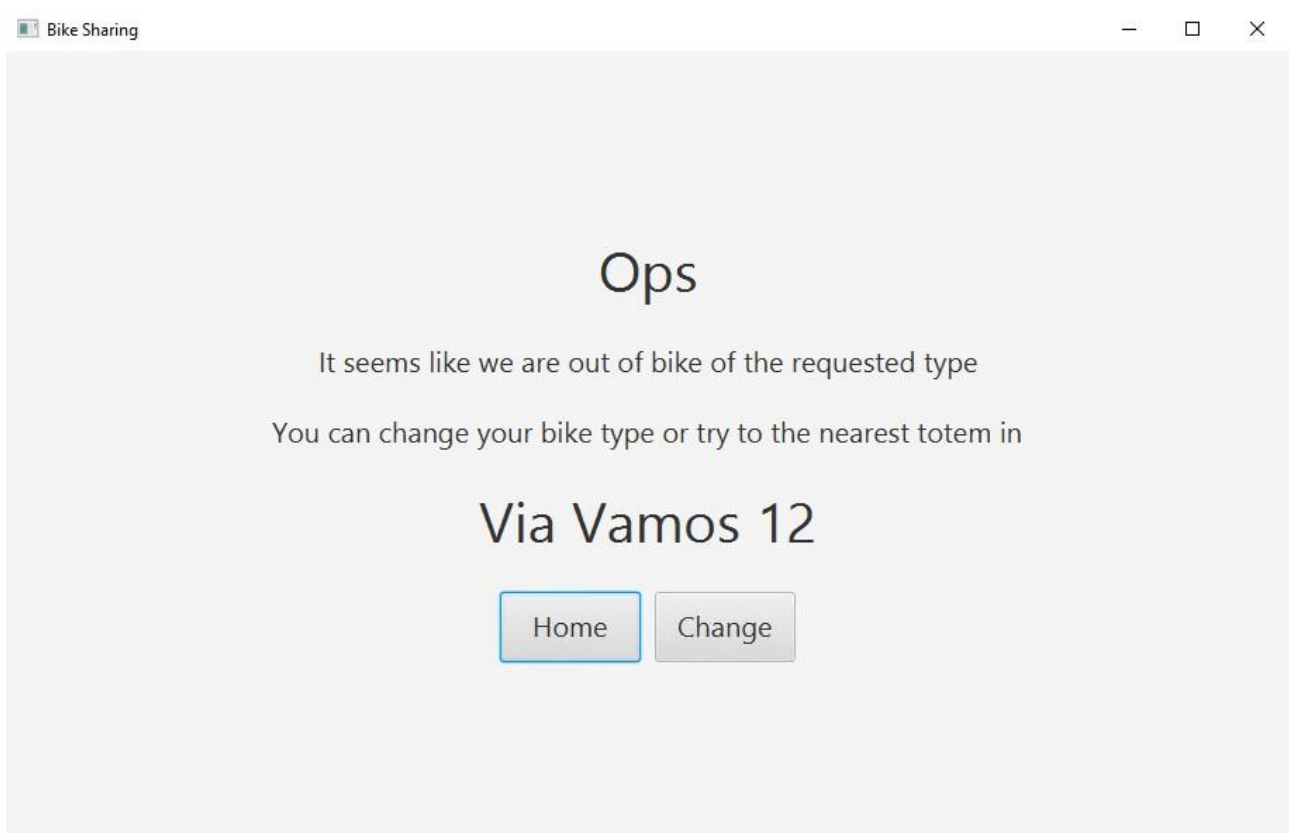 Bike Sharing
Ops
It seems like we are out of bike of the requested type
You can change your bike type or try to the nearest totem in
Via Vamos 12
Home Change